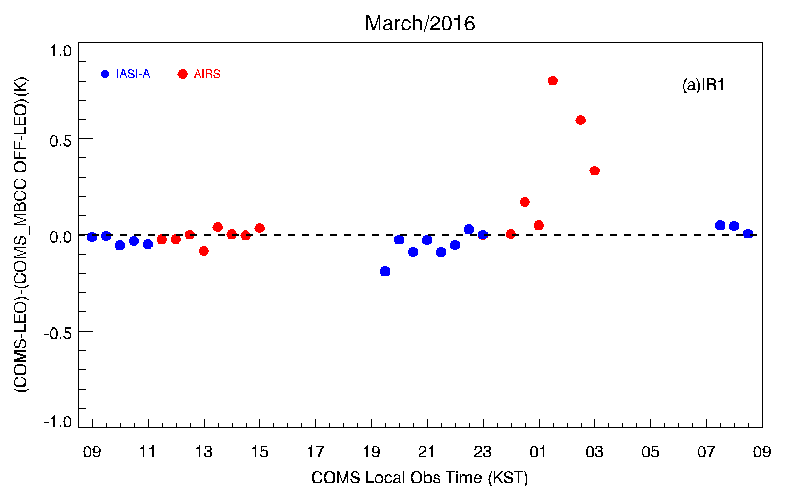 March/2016
1.0
IASI-A AIRS
(a)IR1
0.5
0.0
-0.5
-1.0
(COMS-LEO)-(COMS_MBCC OFF-LEO)(K)
09 11 13 15 17 19 21 23 01 03 05 07 09
COMS Local Obs Time (KST)